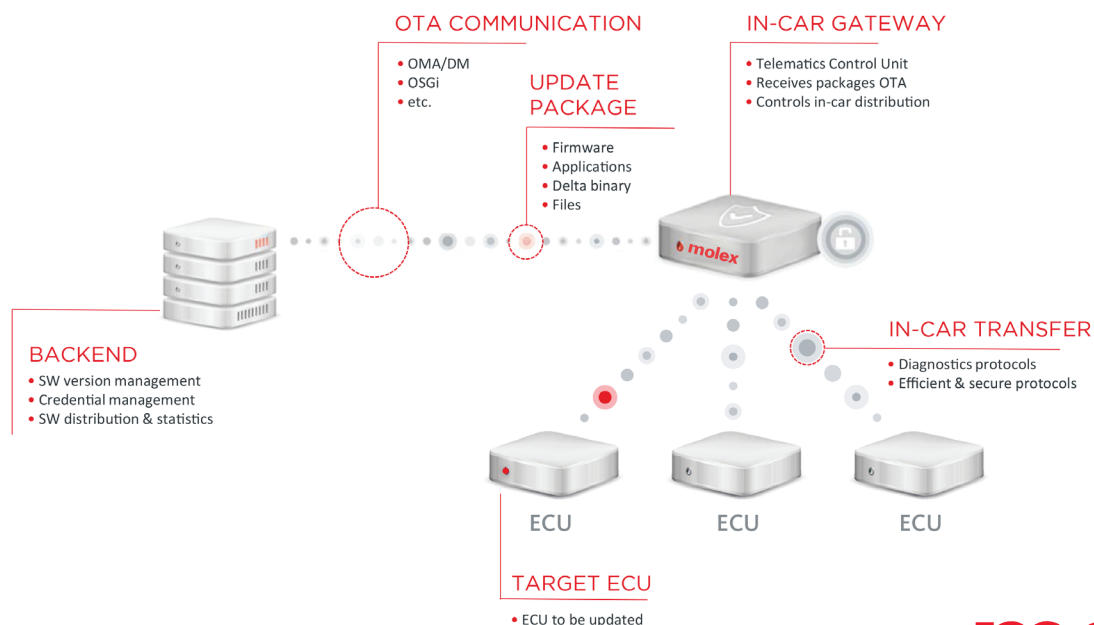 OTA COMMUNICATION
• OMA/DM
• OSGi
• etc.
UPDATE
PACKAGE
• Firmware
• Applications
• Delta binary
• Files
IN-CAR GATEWAY
• Telematics Control Unit
• Receives packages OTA
• Controls in-car distribution
molex
BACKEND
• SW version management
• Credential management
• SW distribution & statistics
IN-CAR TRANSFER
• Diagnostics protocols
• Efficient & secure protocols
ECU
ECU
ECU
TARGET ECU
• ECU to be updated